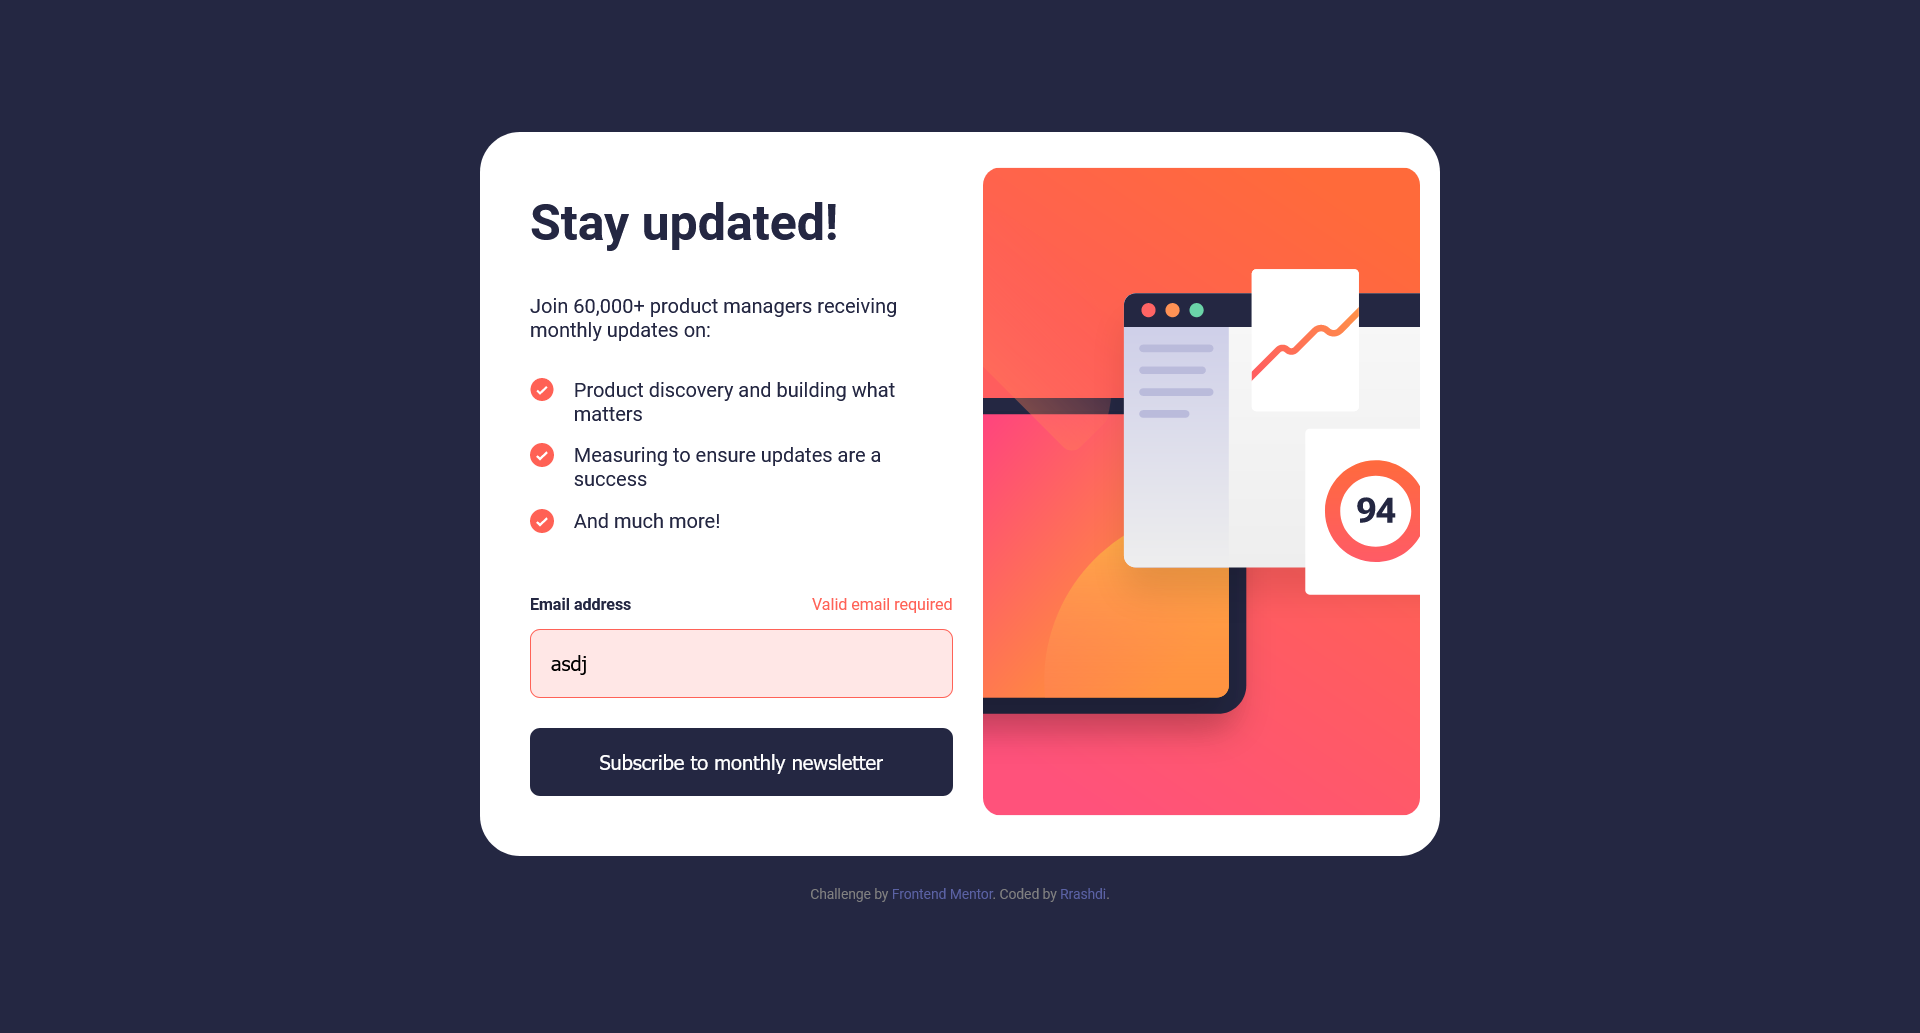 Stay updated!
Join 60,000+ product managers receiving
monthly updates on:
Product discovery and building what
matters
Measuring to ensure updates are a
success
And much more!
Email address Valid email required
asdj
Subscribe to monthly newsletter
94
Challenge by Frontend Mentor. Coded by Rrashdi.